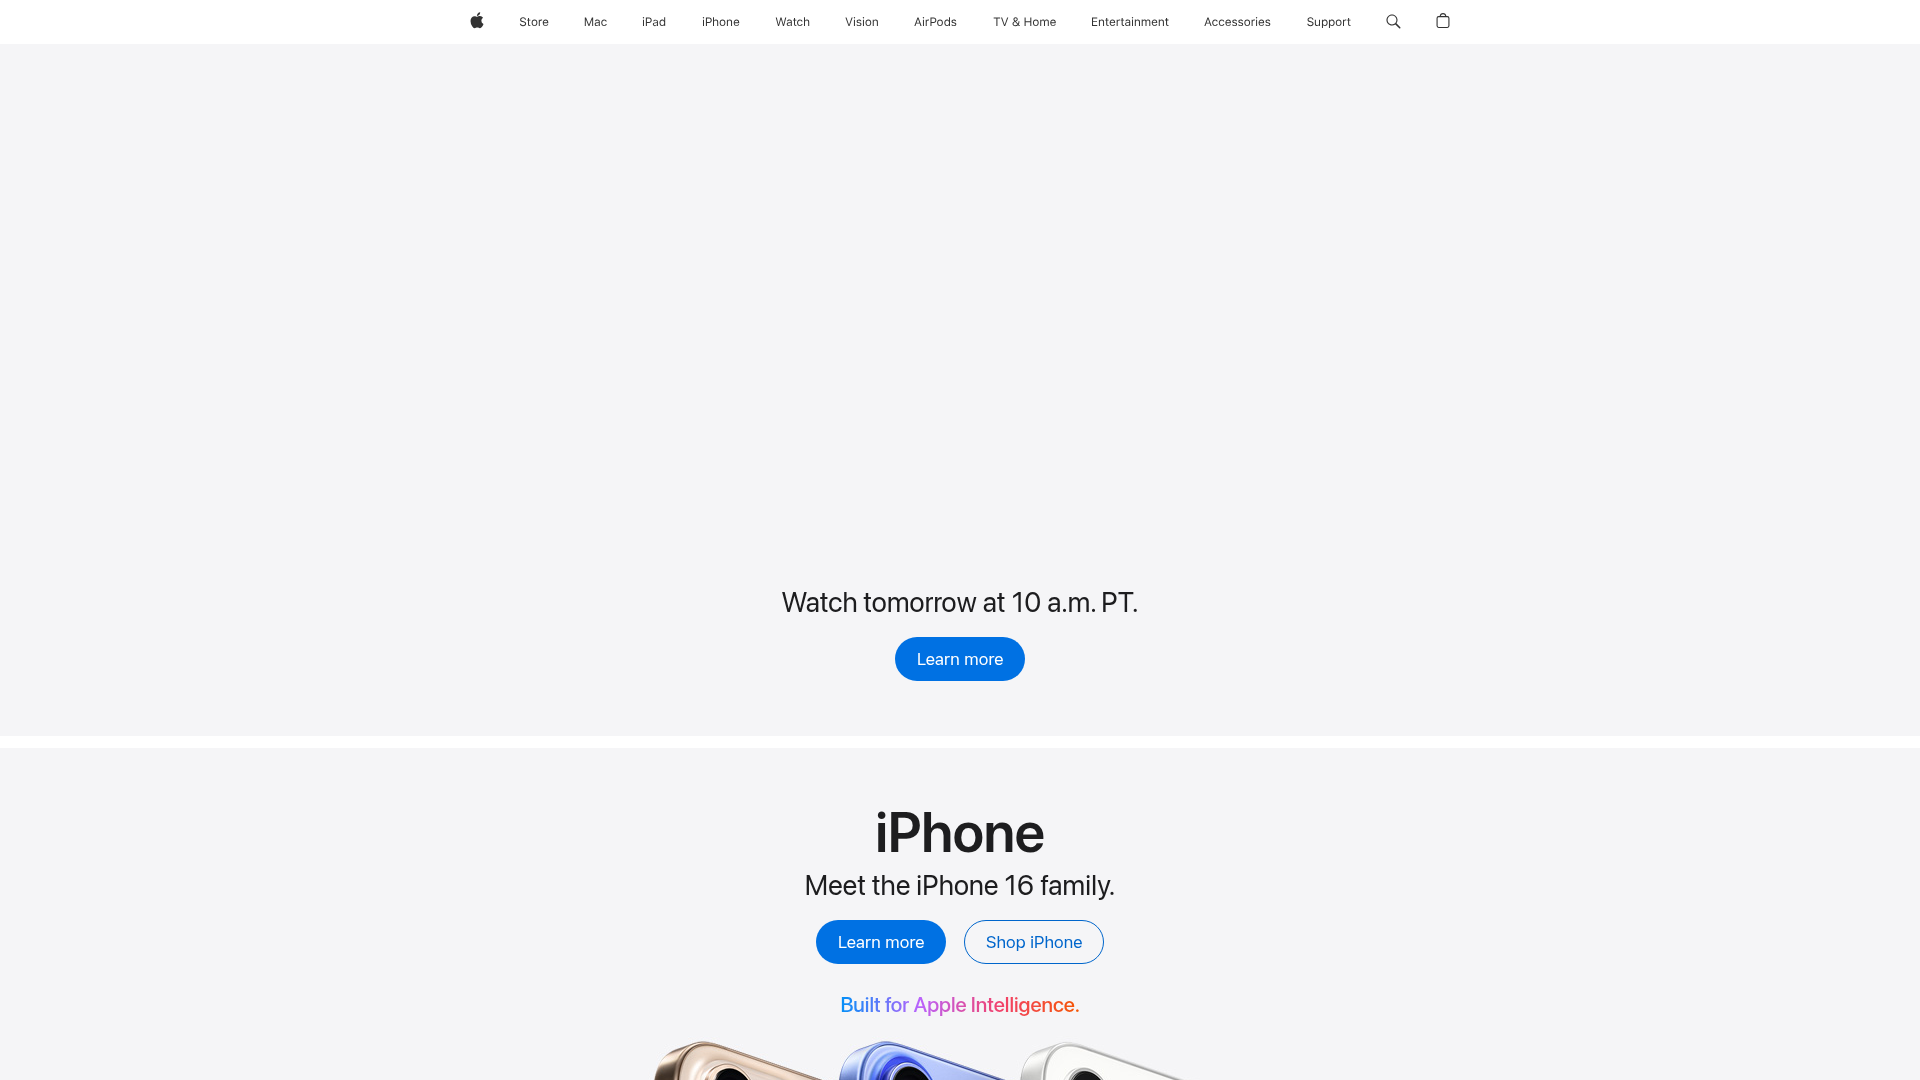 Store Mac iPad iPhone Watch Vision AirPods TV & Home Entertainment Accessories Support
Watch tomorrow at 10 a.m. PT.
Learn more
iPhone
Meet the iPhone 16 family.
Learn more Shop iPhone
Built for Apple Intelligence.